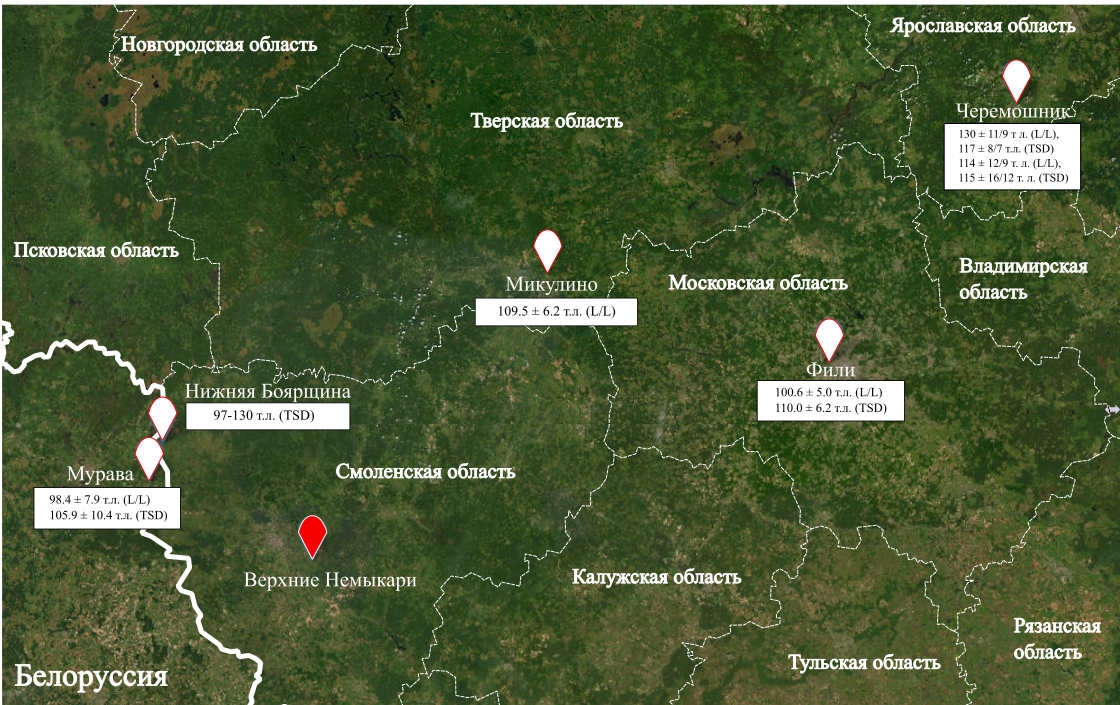 Ярославская область
Новгородская область
Черемошник
130 ± 11/9 т л. (L/L),
117 ± 8/7 т.л. (TSD)
114 ± 12/9 т. л. (L/L),
115 ± 16/12 т. л. (TSD)
Тверская область
Псковская область
Микулино
109.5 ± 6.2 т.л. (L/L)
Московская область
Владимирская
область
Фили
100.6 ± 5.0 т.л. (L/L)
110.0 ± 6.2 т.л. (TSD)
Нижняя Боярщина
97-130 т.л. (TSD)
Мурава
98.4 ± 7.9 т.л. (L/L)
105.9 ± 10.4 т.л. (TSD)
Смоленская область
Верхние Немыкари
Калужская область
Рязанская
область
Тульская область
Белоруссия